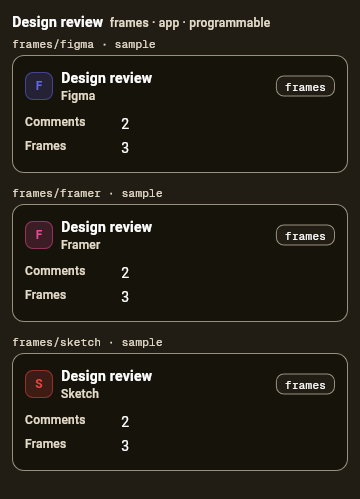 Design review frames · app · programmable
frames/figma · sample
F
Design review
Figma
frames
Comments 2
Frames 3
frames/framer · sample
F
Design review
Framer
frames
Comments 2
Frames 3
frames/sketch · sample
S
Design review
Sketch
frames
Comments 2
Frames 3